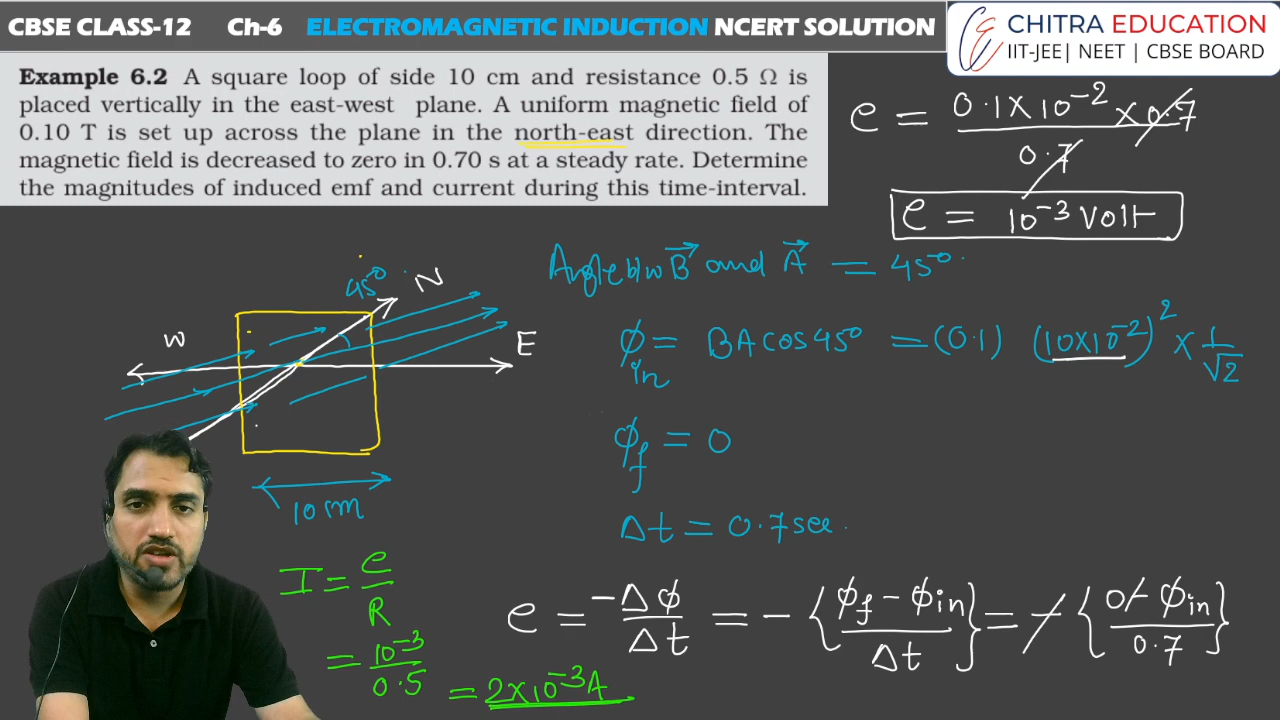 CBSE CLASS-12 Ch-6 ELECTROMAGNETIC INDUCTION NCERT SOLUTION
CHITRA EDUCATION
IIT-JEE| NEET | CBSE BOARD
Example 6.2 A square loop of side 10 cm and resistance 0.5 Ω is
placed vertically in the east-west plane. A uniform magnetic field of
0.10 T is set up across the plane in the north-east direction. The
magnetic field is decreased to zero in 0.70 s at a steady rate. Determine
the magnitudes of induced emf and current during this time-interval.
e = 0.1×10⁻² × 0.7 / 0.7
e = 10⁻³ volt
45° N
W E
10 cm
Angle b/w B⃗ and A⃗ = 45°.
ϕin = BA cos45° = (0.1) (10×10⁻²)² × 1/√2
ϕf = 0
Δt = 0.7 sec.
e = -Δϕ/Δt = - {ϕf - ϕin / Δt} = - {0 - ϕin / 0.7}
I = e/R
= 10⁻³/0.5
= 2×10⁻³A